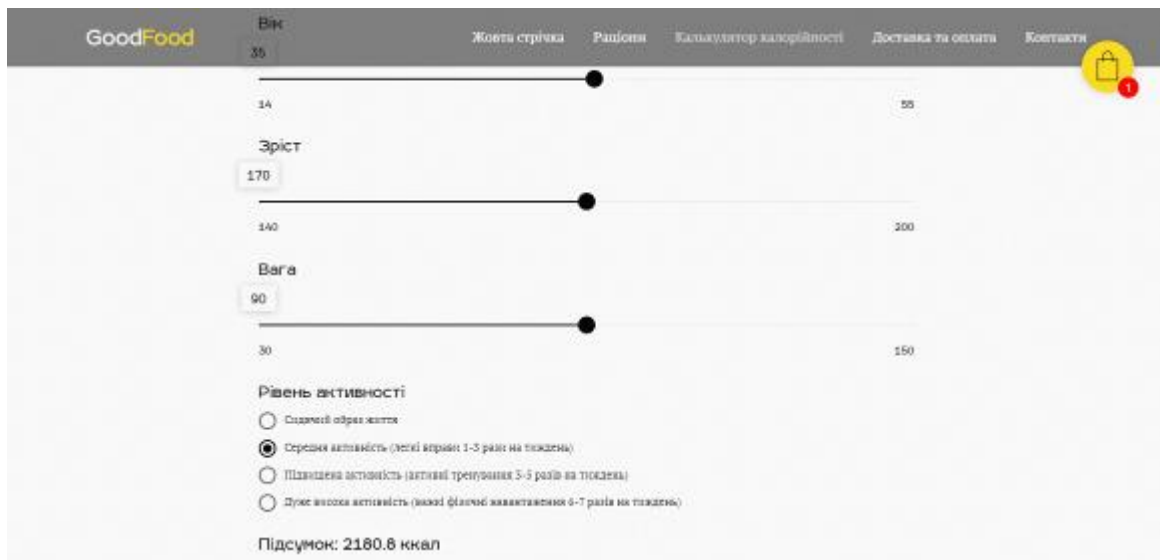 GoodFood
Вік
Жовта стрічка Раціони Калькулятор калорійності Доставка та оплата Контакти
35
1
14 55
Зріст
170
140 200
Вага
90
30 150
Рівень активності
Сидячий образ життя
Середня активність (легкі вправи 1-3 рази на тиждень)
Підвищена активність (активні тренування 3-5 разів на тиждень)
Дуже висока активність (важкі фізичні навантаження 6-7 разів на тиждень)
Підсумок: 2180.8 ккал